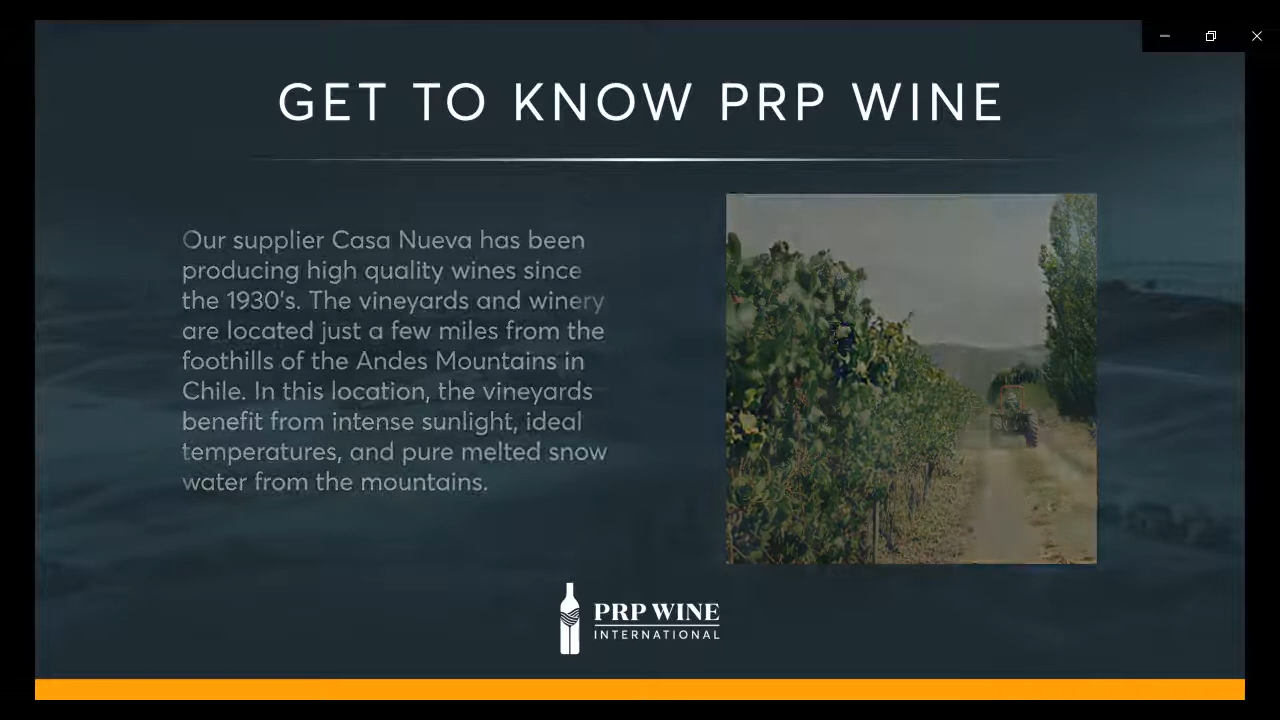 GET TO KNOW PRP WINE
Our supplier Casa Nueva has been
producing high quality wines since
the 1930's. The vineyards and winery
are located just a few miles from the
foothills of the Andes Mountains in
Chile. In this location, the vineyards
benefit from intense sunlight, ideal
temperatures, and pure melted snow
water from the mountains.
PRP WINE
INTERNATIONAL